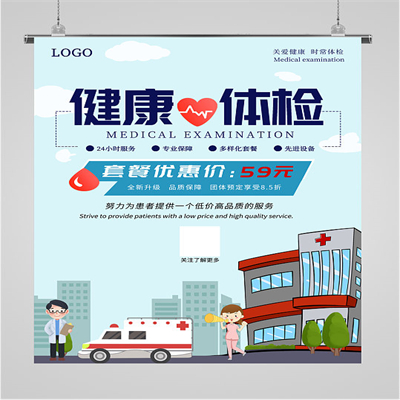 LOGO
关爱健康 时常体检
Medical examination
健康体检
MEDICAL EXAMINATION
24小时服务 专业保障 多样化套餐 先进设备
套餐优惠价:59元
全新升级 品质保障 团体预定享受8.5折
努力为患者提供一个低价高品质的服务
Strive to provide patients with a low price and high quality service.
关注了解更多